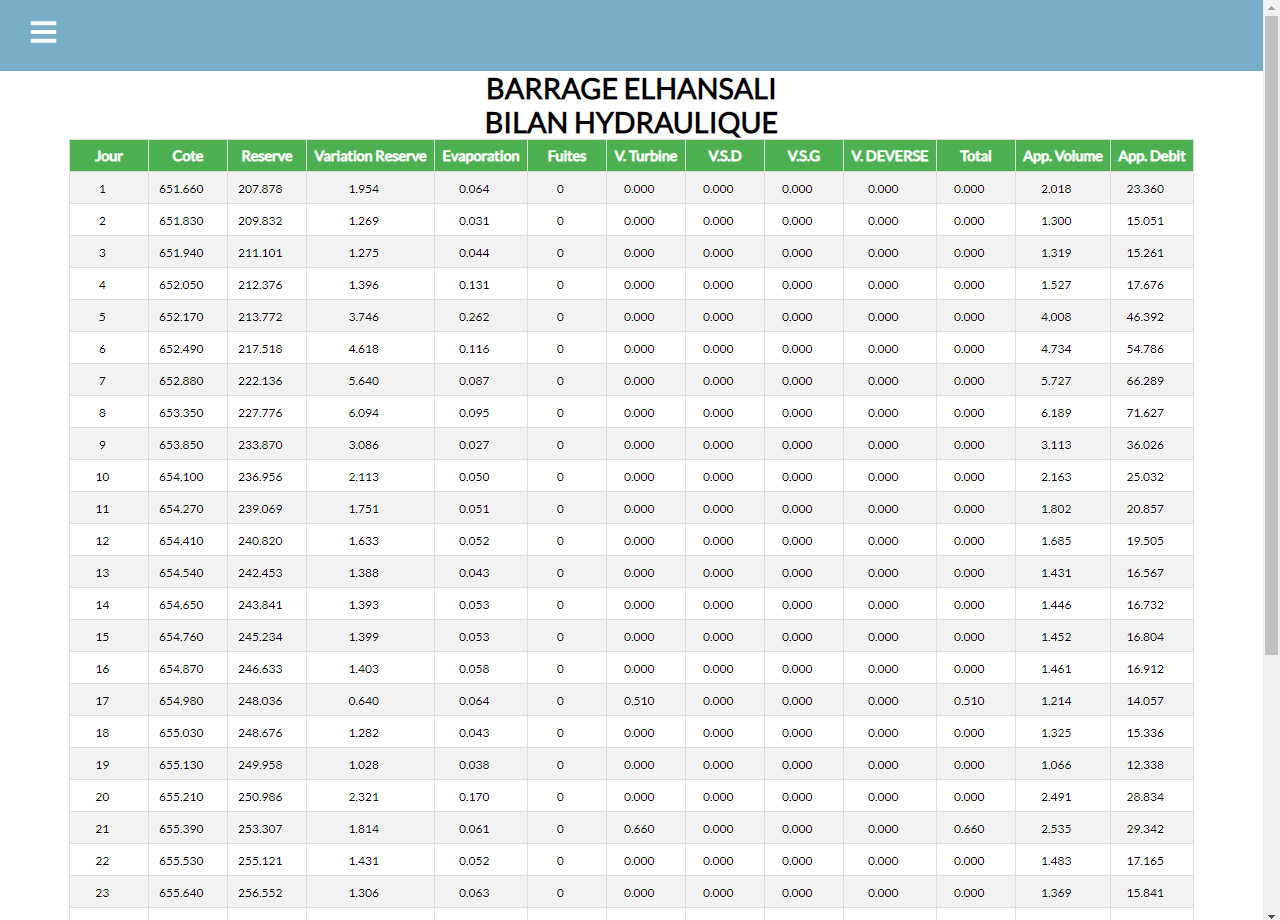 BARRAGE ELHANSALI
BILAN HYDRAULIQUE
Jour Cote Reserve Variation Reserve Evaporation Fuites V. Turbine V.S.D V.S.G V. DEVERSE Total App. Volume App. Debit
1 651.660 207.878 1.954 0.064 0 0.000 0.000 0.000 0.000 0.000 2.018 23.360
2 651.830 209.832 1.269 0.031 0 0.000 0.000 0.000 0.000 0.000 1.300 15.051
3 651.940 211.101 1.275 0.044 0 0.000 0.000 0.000 0.000 0.000 1.319 15.261
4 652.050 212.376 1.396 0.131 0 0.000 0.000 0.000 0.000 0.000 1.527 17.676
5 652.170 213.772 3.746 0.262 0 0.000 0.000 0.000 0.000 0.000 4.008 46.392
6 652.490 217.518 4.618 0.116 0 0.000 0.000 0.000 0.000 0.000 4.734 54.786
7 652.880 222.136 5.640 0.087 0 0.000 0.000 0.000 0.000 0.000 5.727 66.289
8 653.350 227.776 6.094 0.095 0 0.000 0.000 0.000 0.000 0.000 6.189 71.627
9 653.850 233.870 3.086 0.027 0 0.000 0.000 0.000 0.000 0.000 3.113 36.026
10 654.100 236.956 2.113 0.050 0 0.000 0.000 0.000 0.000 0.000 2.163 25.032
11 654.270 239.069 1.751 0.051 0 0.000 0.000 0.000 0.000 0.000 1.802 20.857
12 654.410 240.820 1.633 0.052 0 0.000 0.000 0.000 0.000 0.000 1.685 19.505
13 654.540 242.453 1.388 0.043 0 0.000 0.000 0.000 0.000 0.000 1.431 16.567
14 654.650 243.841 1.393 0.053 0 0.000 0.000 0.000 0.000 0.000 1.446 16.732
15 654.760 245.234 1.399 0.053 0 0.000 0.000 0.000 0.000 0.000 1.452 16.804
16 654.870 246.633 1.403 0.058 0 0.000 0.000 0.000 0.000 0.000 1.461 16.912
17 654.980 248.036 0.640 0.064 0 0.510 0.000 0.000 0.000 0.510 1.214 14.057
18 655.030 248.676 1.282 0.043 0 0.000 0.000 0.000 0.000 0.000 1.325 15.336
19 655.130 249.958 1.028 0.038 0 0.000 0.000 0.000 0.000 0.000 1.066 12.338
20 655.210 250.986 2.321 0.170 0 0.000 0.000 0.000 0.000 0.000 2.491 28.834
21 655.390 253.307 1.814 0.061 0 0.660 0.000 0.000 0.000 0.660 2.535 29.342
22 655.530 255.121 1.431 0.052 0 0.000 0.000 0.000 0.000 0.000 1.483 17.165
23 655.640 256.552 1.306 0.063 0 0.000 0.000 0.000 0.000 0.000 1.369 15.841